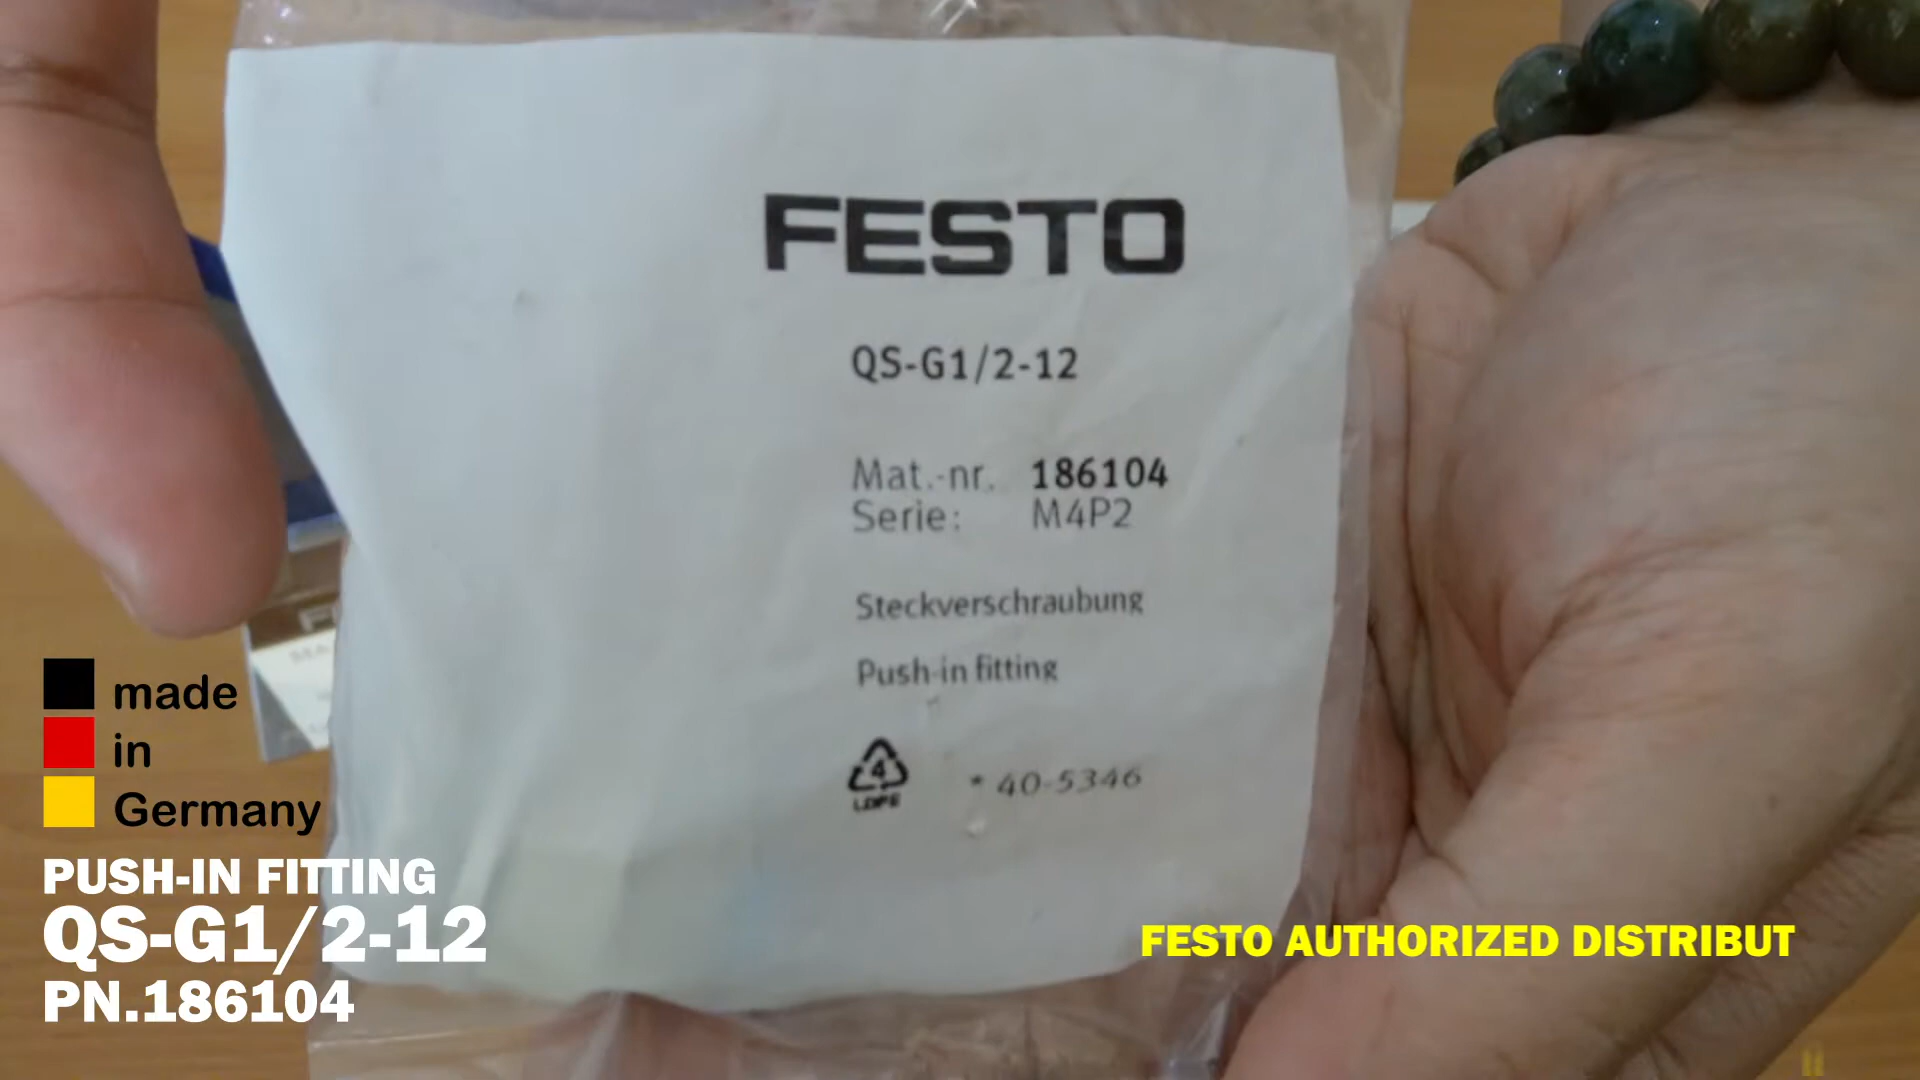 FESTO
QS-G1/2-12
Mat.-nr. 186104
Serie: M4P2
Steckverschraubung
Push-in fitting
4
LDPE
* 40-5346
made
in
Germany
PUSH-IN FITTING
QS-G1/2-12
PN.186104
FESTO AUTHORIZED DISTRIBUT